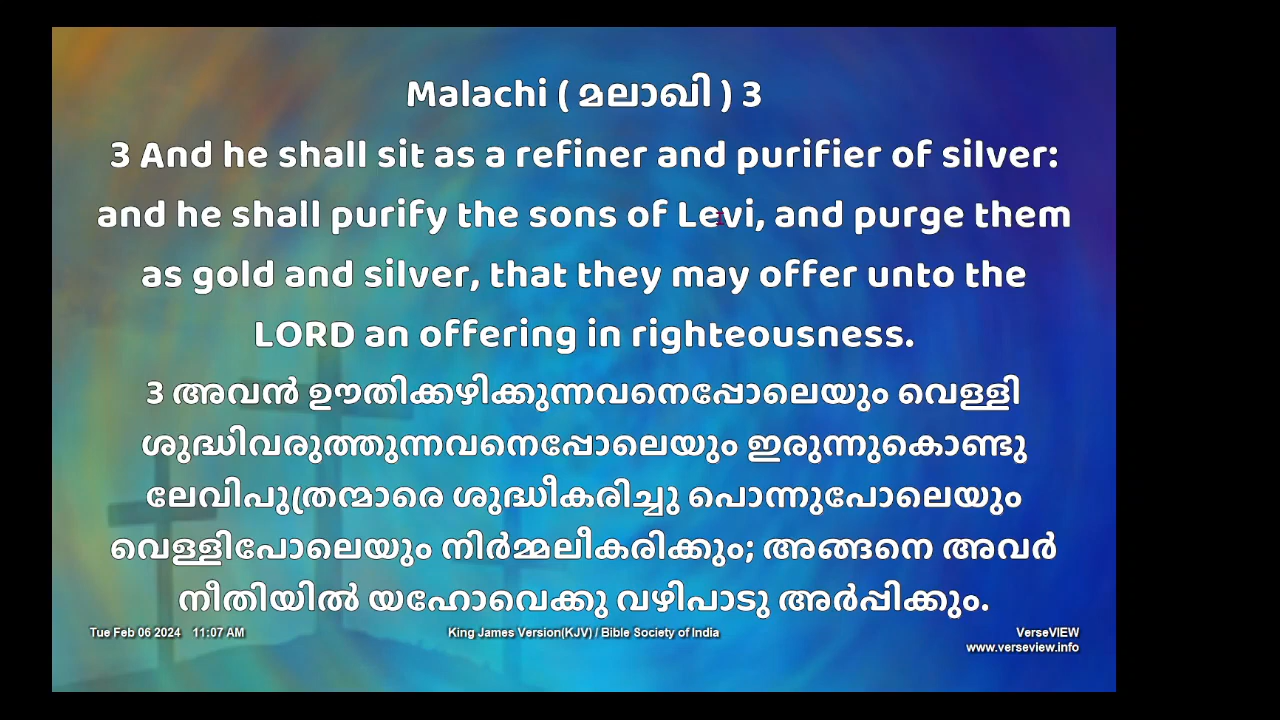 Malachi ( മലാഖി ) 3
3 And he shall sit as a refiner and purifier of silver:
and he shall purify the sons of Levi, and purge them
as gold and silver, that they may offer unto the
LORD an offering in righteousness.
3 അവൻ ഊതിക്കഴിക്കുന്നവനെപ്പോലെയും വെള്ളി
ശുദ്ധിവരുത്തുന്നവനെപ്പോലെയും ഇരുന്നുകൊണ്ടു
ലേവിപുത്രന്മാരെ ശുദ്ധീകരിച്ചു പൊന്നുപോലെയും
വെള്ളിപോലെയും നിർമ്മലീകരിക്കും; അങ്ങനെ അവർ
നീതിയിൽ യഹോവെക്കു വഴിപാടു അർപ്പിക്കും.
Tue Feb 06 2024 11:07 AM King James Version(KJV) / Bible Society of India VerseVIEW
www.verseview.info